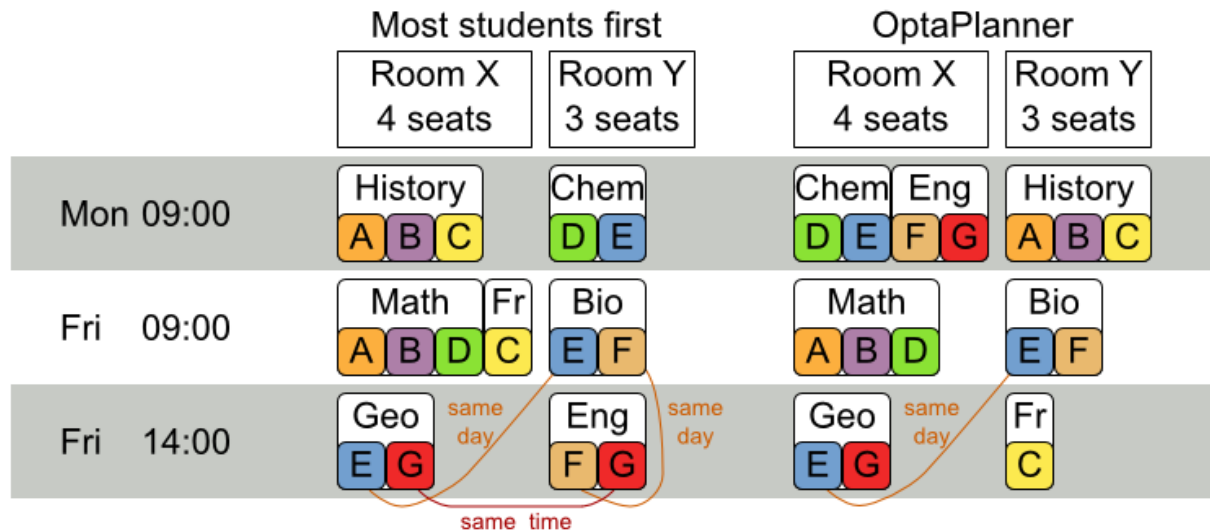 Most students first OptaPlanner
Room X Room Y Room X Room Y
4 seats 3 seats 4 seats 3 seats
History Chem Chem Eng History
Mon 09:00 A B C D E D E F G A B C
Math Fr Bio Math Bio
Fri 09:00 A B D C E F A B D E F
Geo same day Eng same day Geo same day Fr
Fri 14:00 E G F G E G C
same time